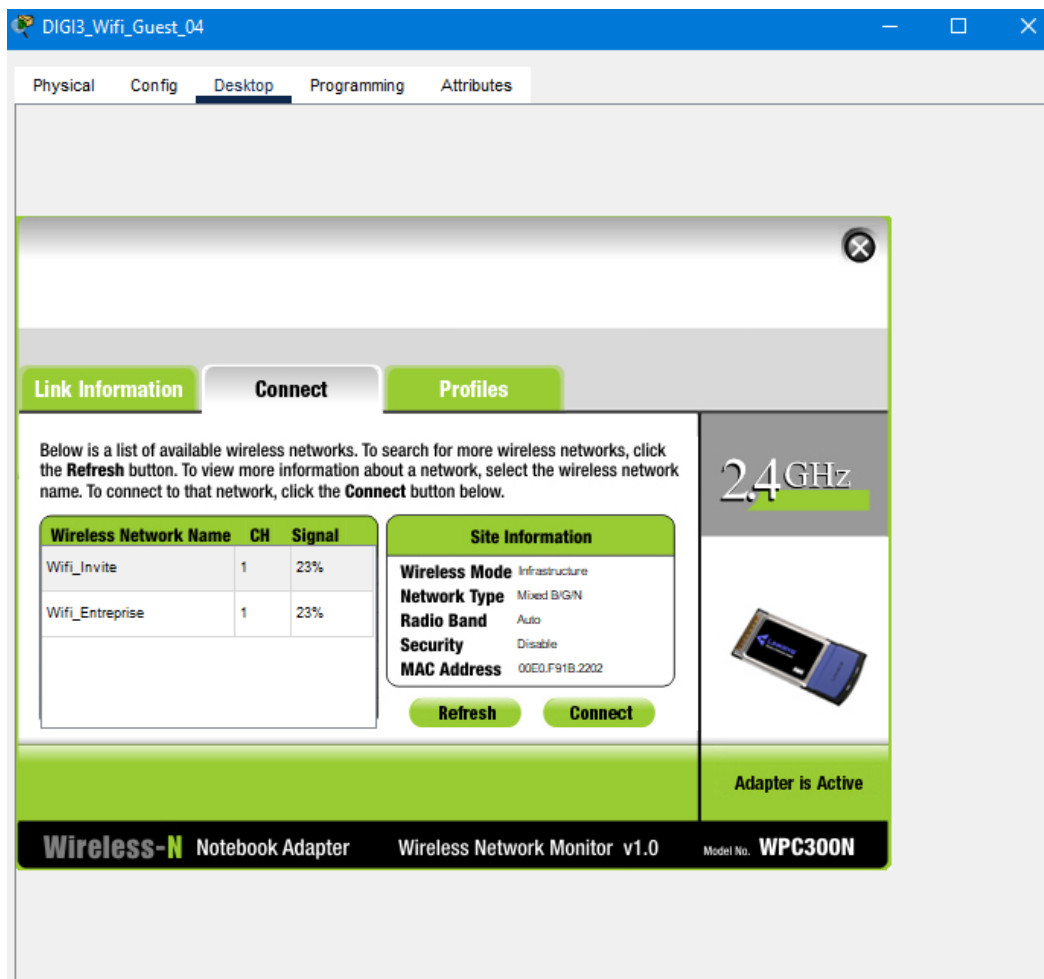 DIGI3_Wifi_Guest_04
Physical Config Desktop Programming Attributes
Link Information Connect Profiles
Below is a list of available wireless networks. To search for more wireless networks, click
the Refresh button. To view more information about a network, select the wireless network
name. To connect to that network, click the Connect button below.
2.4GHz
Wireless Network Name CH Signal
Wifi_Invite 1 23%
Wifi_Entreprise 1 23%
Site Information
Wireless Mode Infrastructure
Network Type Mixed B/G/N
Radio Band Auto
Security Disable
MAC Address 00E0.F91B.2202
Refresh Connect
LINKSYS
Adapter is Active
Wireless-N Notebook Adapter Wireless Network Monitor v1.0 Model No. WPC300N